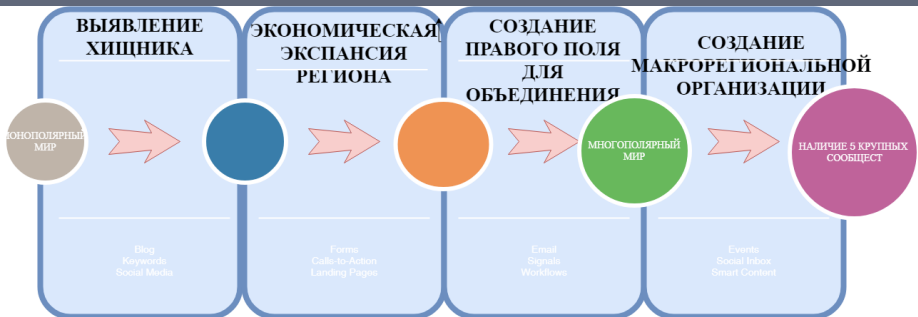 ВЫЯВЛЕНИЕ
ХИЩНИКА
ЭКОНОМИЧЕСКАЯ
ЭКСПАНСИЯ
РЕГИОНА
СОЗДАНИЕ
ПРАВОГО ПОЛЯ
ДЛЯ
ОБЪЕДИНЕНИЯ
СОЗДАНИЕ
МАКРОРЕГИОНАЛЬНОЙ
ОРГАНИЗАЦИИ
МОНОПОЛЯРНЫЙ
МИР
МНОГОПОЛЯРНЫЙ
МИР
НАЛИЧИЕ 5 КРУПНЫХ
СООБЩЕСТ
Blog
Keywords
Social Media
Forms
Calls-to-Action
Landing Pages
Email
Signals
Workflows
Events
Social Inbox
Smart Content